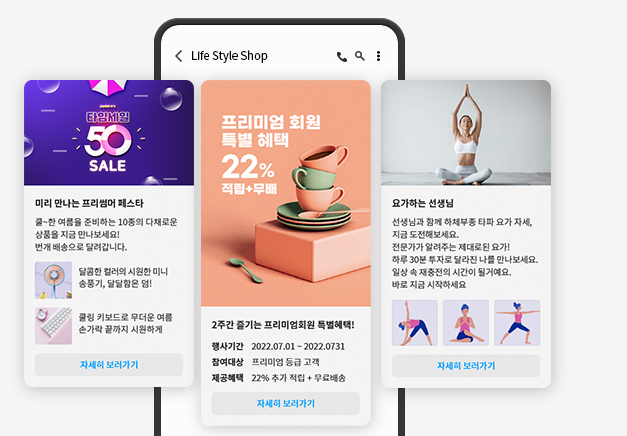 Life Style Shop
타임세일
50
SALE
미리 만나는 프리썸머 페스타
쿨~한 여름을 준비하는 10종의 다채로운
상품을 지금 만나보세요!
번개 배송으로 달려갑니다.
달콤한 컬러의 시원한 미니
송풍기, 달달함은 덤!
쿨링 키보드로 무더운 여름
손가락 끝까지 시원하게
자세히 보러가기
프리미엄 회원
특별 혜택
22%
적립+무배
2주간 즐기는 프리미엄회원 특별혜택!
행사기간 2022.07.01 ~ 2022.0731
참여대상 프리미엄 등급 고객
제공혜택 22% 추가 적립 + 무료배송
자세히 보러가기
요가하는 선생님
선생님과 함께 하체부종 타파 요가 자세,
지금 도전해보세요.
전문가가 알려주는 제대로된 요가!
하루 30분 투자로 달라진 나를 만나보세요.
일상 속 재충전의 시간이 될거예요.
바로 지금 시작하세요
자세히 보러가기